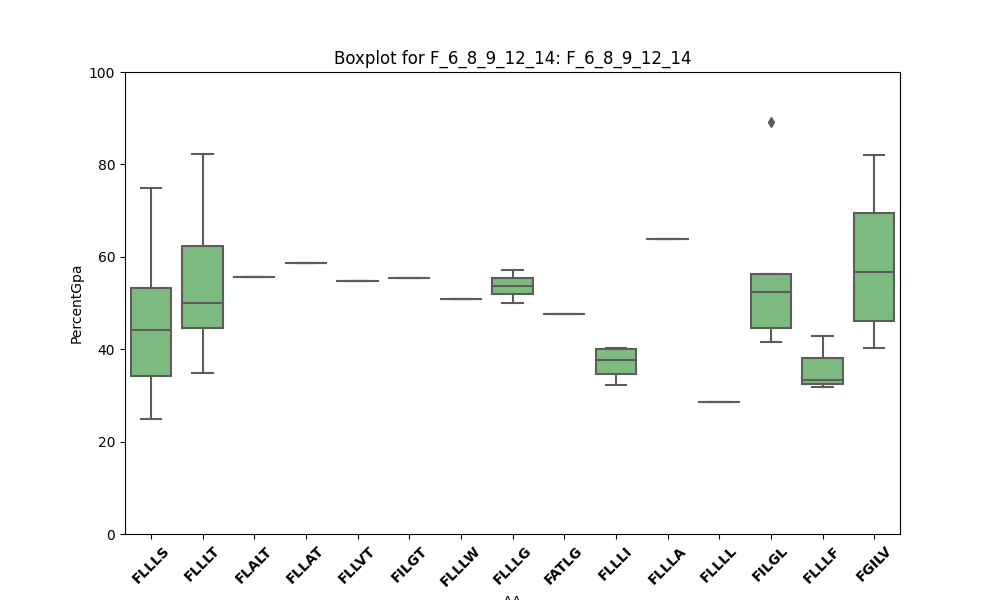 Boxplot for F_6_8_9_12_14: F_6_8_9_12_14
100
80
60
40
20
0
PercentGpa
FLLLS
FLLLT
FLALT
FLLAT
FLLVT
FILGT
FLLLW
FLLLG
FATLG
FLLLI
FLLLA
FLLLL
FILGL
FLLLF
FGILV
AA